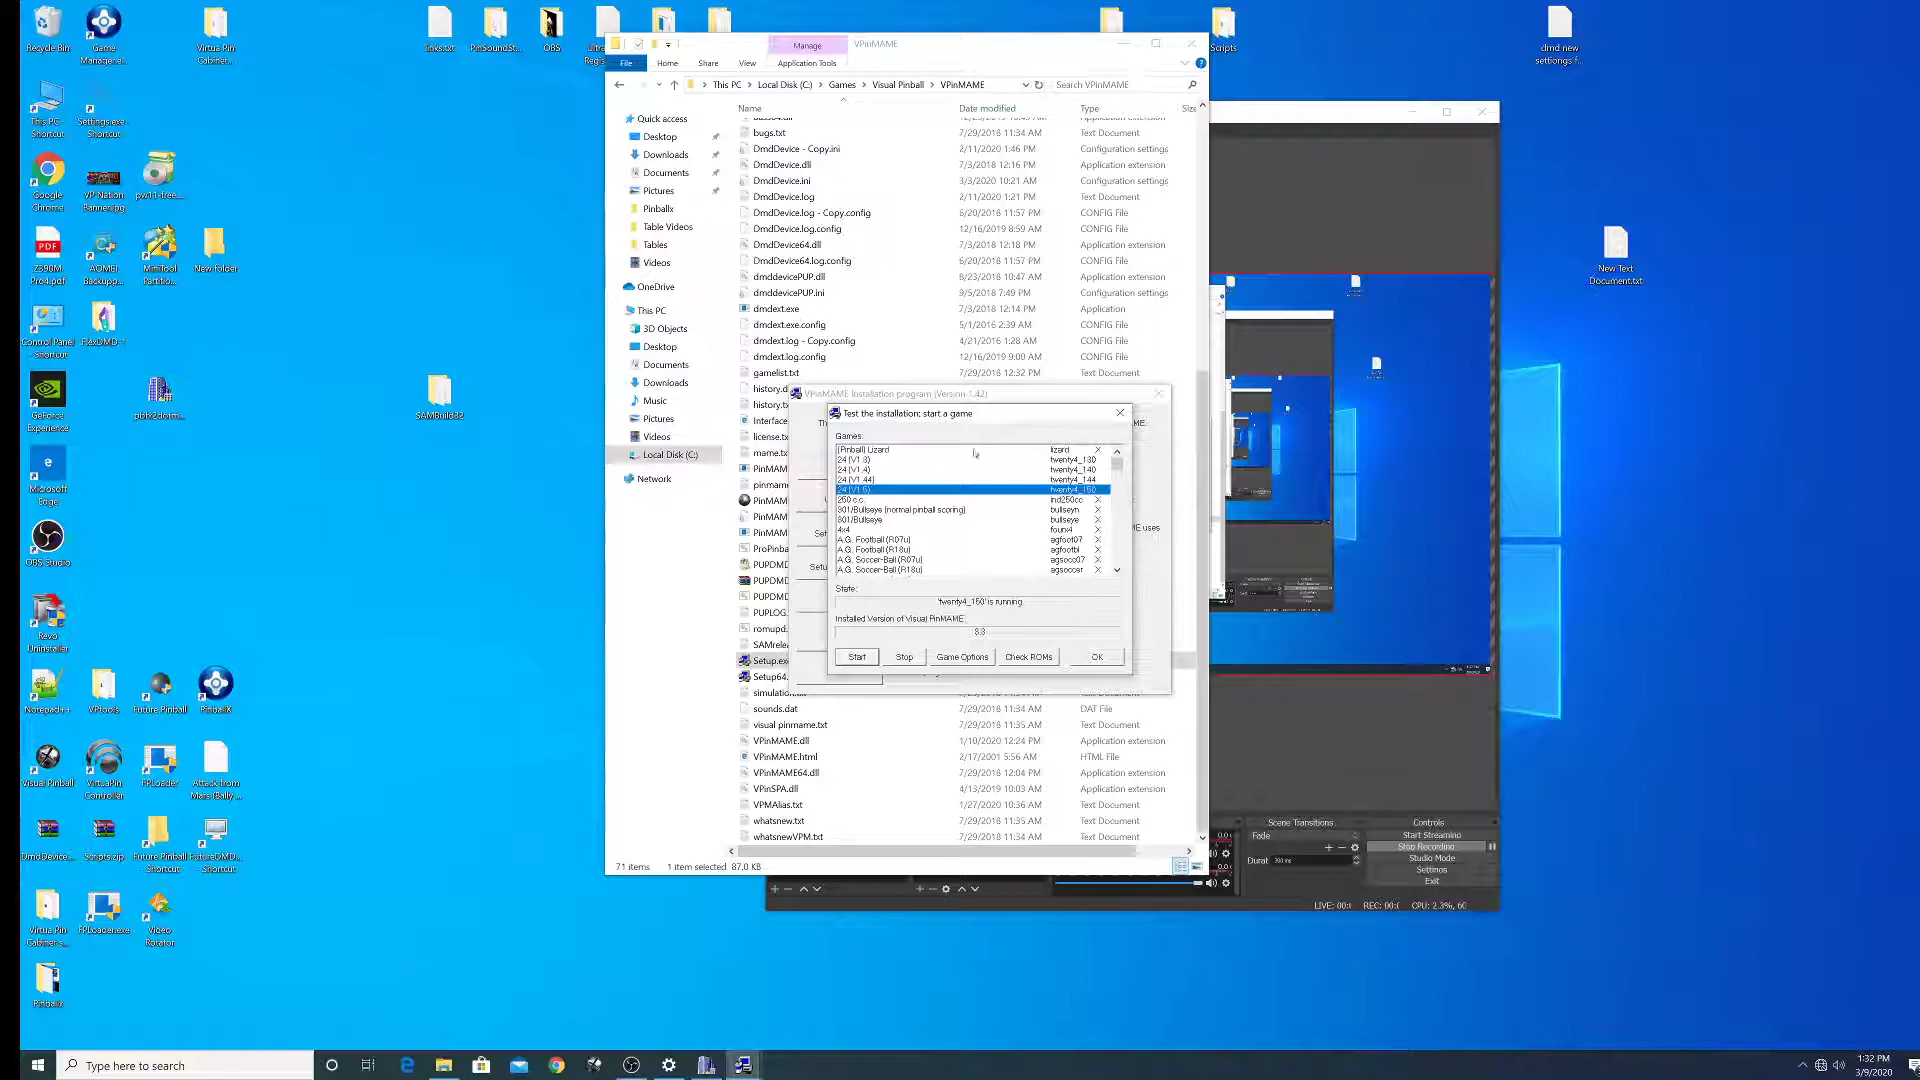 Recycle Bin
Game
Managerie...
Virtua Pin
Cabinet...
links.txt
PinSoundSt...
OBS
Scripts
dmd new
settiongs f...
This PC -
Shortcut
Settings.exe -
Shortcut
Google
Chrome
VP Nation
Banner.jpg
pw11-free...
Z390M
Pro4.pdf
AOMEI
Backupp...
MiniTool
Partitio...
New folder
New Text
Document.txt
Control Panel
- Shortcut
FlexDMD-1
GeForce
Experience
SAMBuild32
Microsoft
Edge
OBS Studio
Revo
Uninstaller
Notepad++
VPtools
Future Pinball
PinballX
Visual Pinball
VirtuaPin
Controller
FPLoader
Attack from
Mars (Bally...
DmdDevice...
Scripts.zip
Future Pinball
- Shortcut
FutureDMD...
Shortcut
Virtua Pin
Cabinet s...
FPLoader.exe
Video
Rotator
Pinballx
Manage
VPinMAME
File
Home
Share
View
Application Tools
This PC
Local Disk (C:)
Games
Visual Pinball
VPinMAME
Search VPinMAME
Name
Date modified
Type
Size
Quick access
Desktop
Downloads
Documents
Pictures
Pinballx
Table Videos
Tables
Videos
OneDrive
This PC
3D Objects
Desktop
Documents
Downloads
Music
Pictures
Videos
Local Disk (C:)
Network
bugs.txt 7/29/2018 11:34 AM Text Document
DmdDevice - Copy.ini 2/11/2020 1:46 PM Configuration settings
DmdDevice.dll 7/3/2018 12:16 PM Application extension
DmdDevice.ini 3/3/2020 10:21 AM Configuration settings
DmdDevice.log 2/11/2020 1:21 PM Text Document
DmdDevice.log - Copy.config 6/20/2018 11:57 PM CONFIG File
DmdDevice.log.config 12/16/2019 8:59 AM CONFIG File
DmdDevice64.dll 7/3/2018 12:18 PM Application extension
DmdDevice64.log.config 6/20/2018 11:57 PM CONFIG File
dmddevicePUP.dll 8/23/2018 10:47 AM Application extension
dmddevicePUP.ini 9/5/2018 7:49 PM Configuration settings
dmdext.exe 7/3/2018 12:14 PM Application
dmdext.exe.config 5/1/2016 2:39 AM CONFIG File
dmdext.log - Copy.config 4/21/2016 1:28 AM CONFIG File
dmdext.log.config 12/16/2019 9:00 AM CONFIG File
gamelist.txt 7/29/2018 12:32 PM Text Document
history.d
history.t
Interface
license.tx
mame.tx
PinMAM
pinmame
PinMAM
PinMAM
PinMAM
ProPinba
PUPDMD
PUPDMD
PUPDMD
PUPLOG
romupd.
SAMrelea
Setup.exe
Setup64.
simulation.txt
sounds.dat 7/29/2018 11:34 AM DAT File
visual pinmame.txt 7/29/2018 11:35 AM Text Document
VPinMAME.dll 1/10/2020 12:24 PM Application extension
VPinMAME.html 2/17/2001 5:56 AM HTML File
VPinMAME64.dll 7/29/2018 12:04 PM Application extension
VPinSPA.dll 4/13/2019 10:03 AM Application extension
VPMAlias.txt 1/27/2020 10:36 AM Text Document
whatsnew.txt 7/29/2018 11:35 AM Text Document
whatsnewVPM.txt 7/29/2018 11:34 AM Text Document
71 items 1 item selected 87.0 KB
VPinMAME Installation program (Version 1.42)
Test the installation; start a game
Games:
(Pinball) Lizard lizard X
24 (V1.3) twenty4_130
24 (V1.4) twenty4_140
24 (V1.44) twenty4_144
24 (V1.5) twenty4_150
250 c.c. ind250cc X
301/Bullseye (normal pinball scoring) bullseyn X
301/Bullseye bullseye X
4x4 fourx4 X
A.G. Football (R07u) agfoot07 X
A.G. Football (R18u) agfootbl X
A.G. Soccer-Ball (R07u) agsocc07 X
A.G. Soccer-Ball (R18u) agsoccer X
State:
'twenty4_150' is running.
Installed Version of Visual PinMAME:
3.3
Start
Stop
Game Options
Check ROMs
OK
ME uses
Scene Transitions
Controls
Fade
Start Streaming
Stop Recording
Studio Mode
Durat 300 ms
Settings
Exit
CPU: 2.3%, 60
Type here to search
1:32 PM
3/9/2020